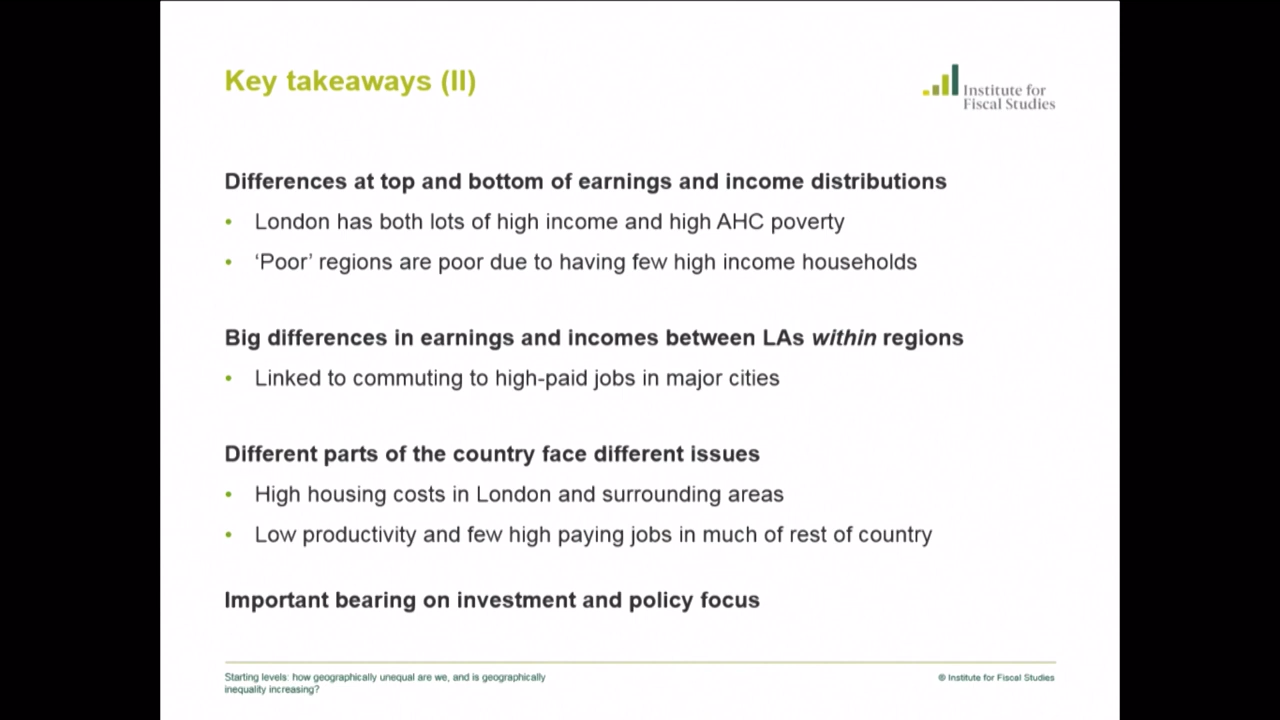 Key takeaways (II)
Institute for
Fiscal Studies
Differences at top and bottom of earnings and income distributions
• London has both lots of high income and high AHC poverty
• ‘Poor’ regions are poor due to having few high income households
Big differences in earnings and incomes between LAs within regions
• Linked to commuting to high-paid jobs in major cities
Different parts of the country face different issues
• High housing costs in London and surrounding areas
• Low productivity and few high paying jobs in much of rest of country
Important bearing on investment and policy focus
Starting levels: how geographically unequal are we, and is geographically
inequality increasing?
© Institute for Fiscal Studies